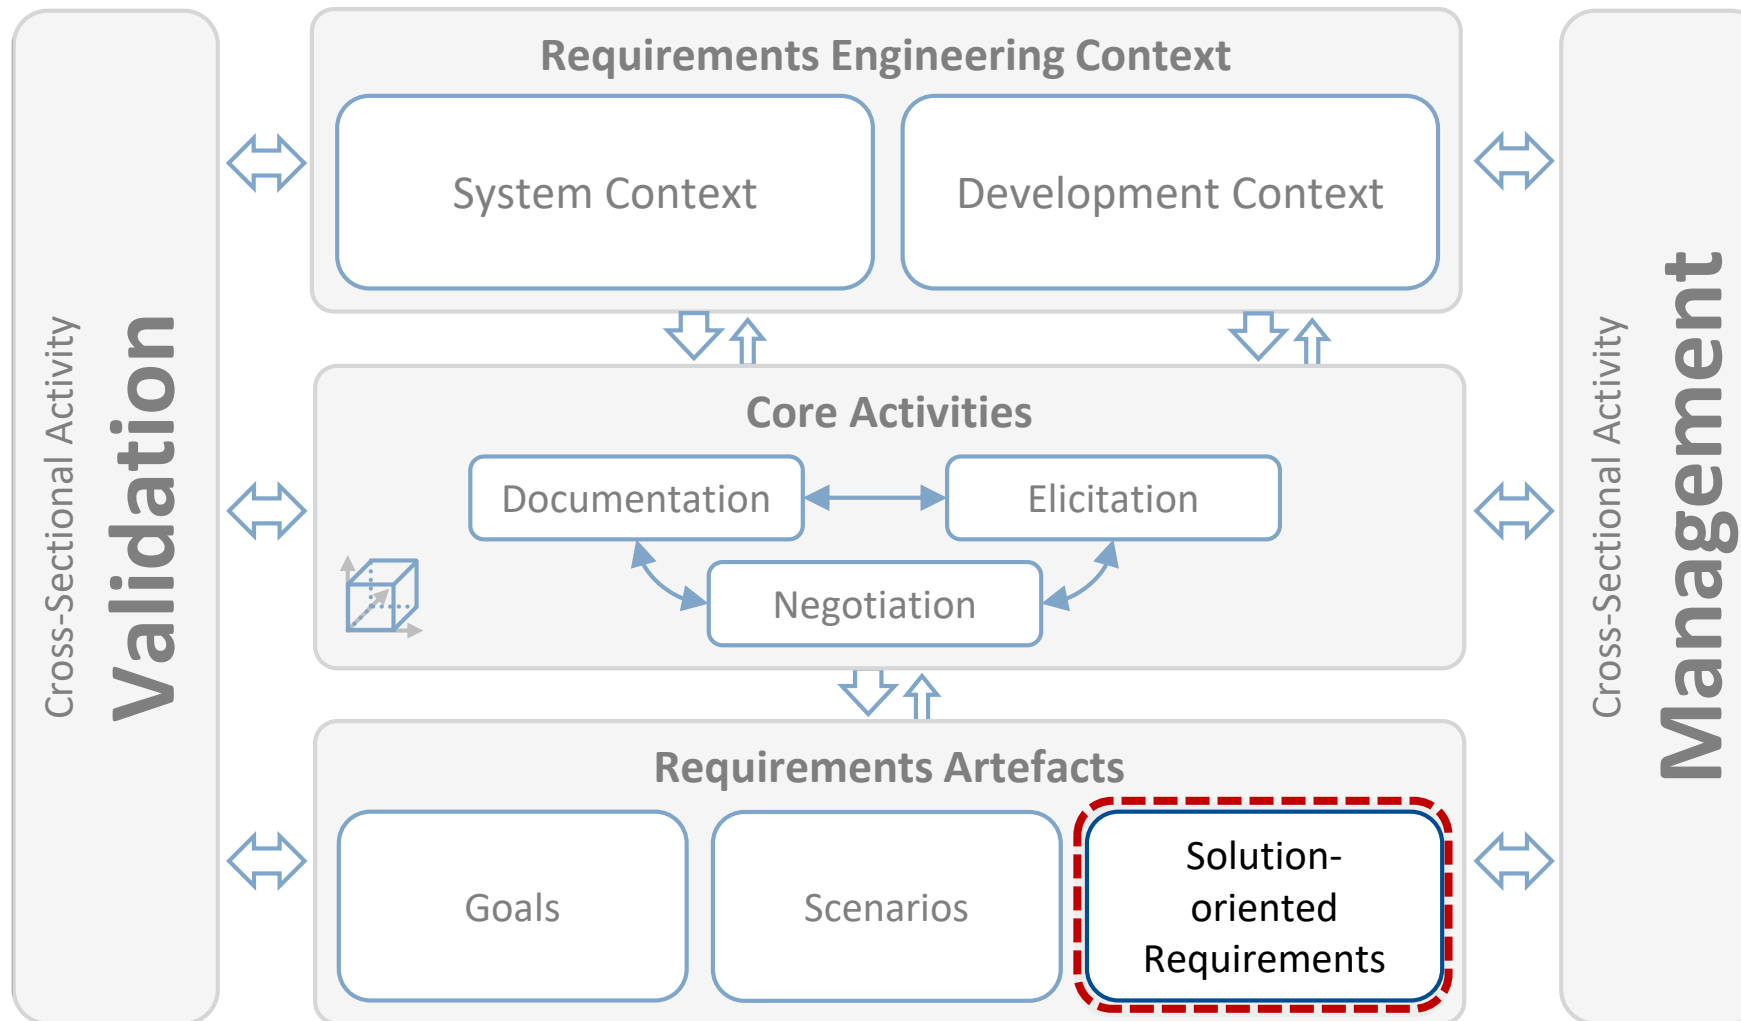 Cross-Sectional Activity
Validation
Requirements Engineering Context
System Context
Development Context
Core Activities
Documentation
Elicitation
Negotiation
Requirements Artefacts
Goals
Scenarios
Solution-
oriented
Requirements
Cross-Sectional Activity
Management